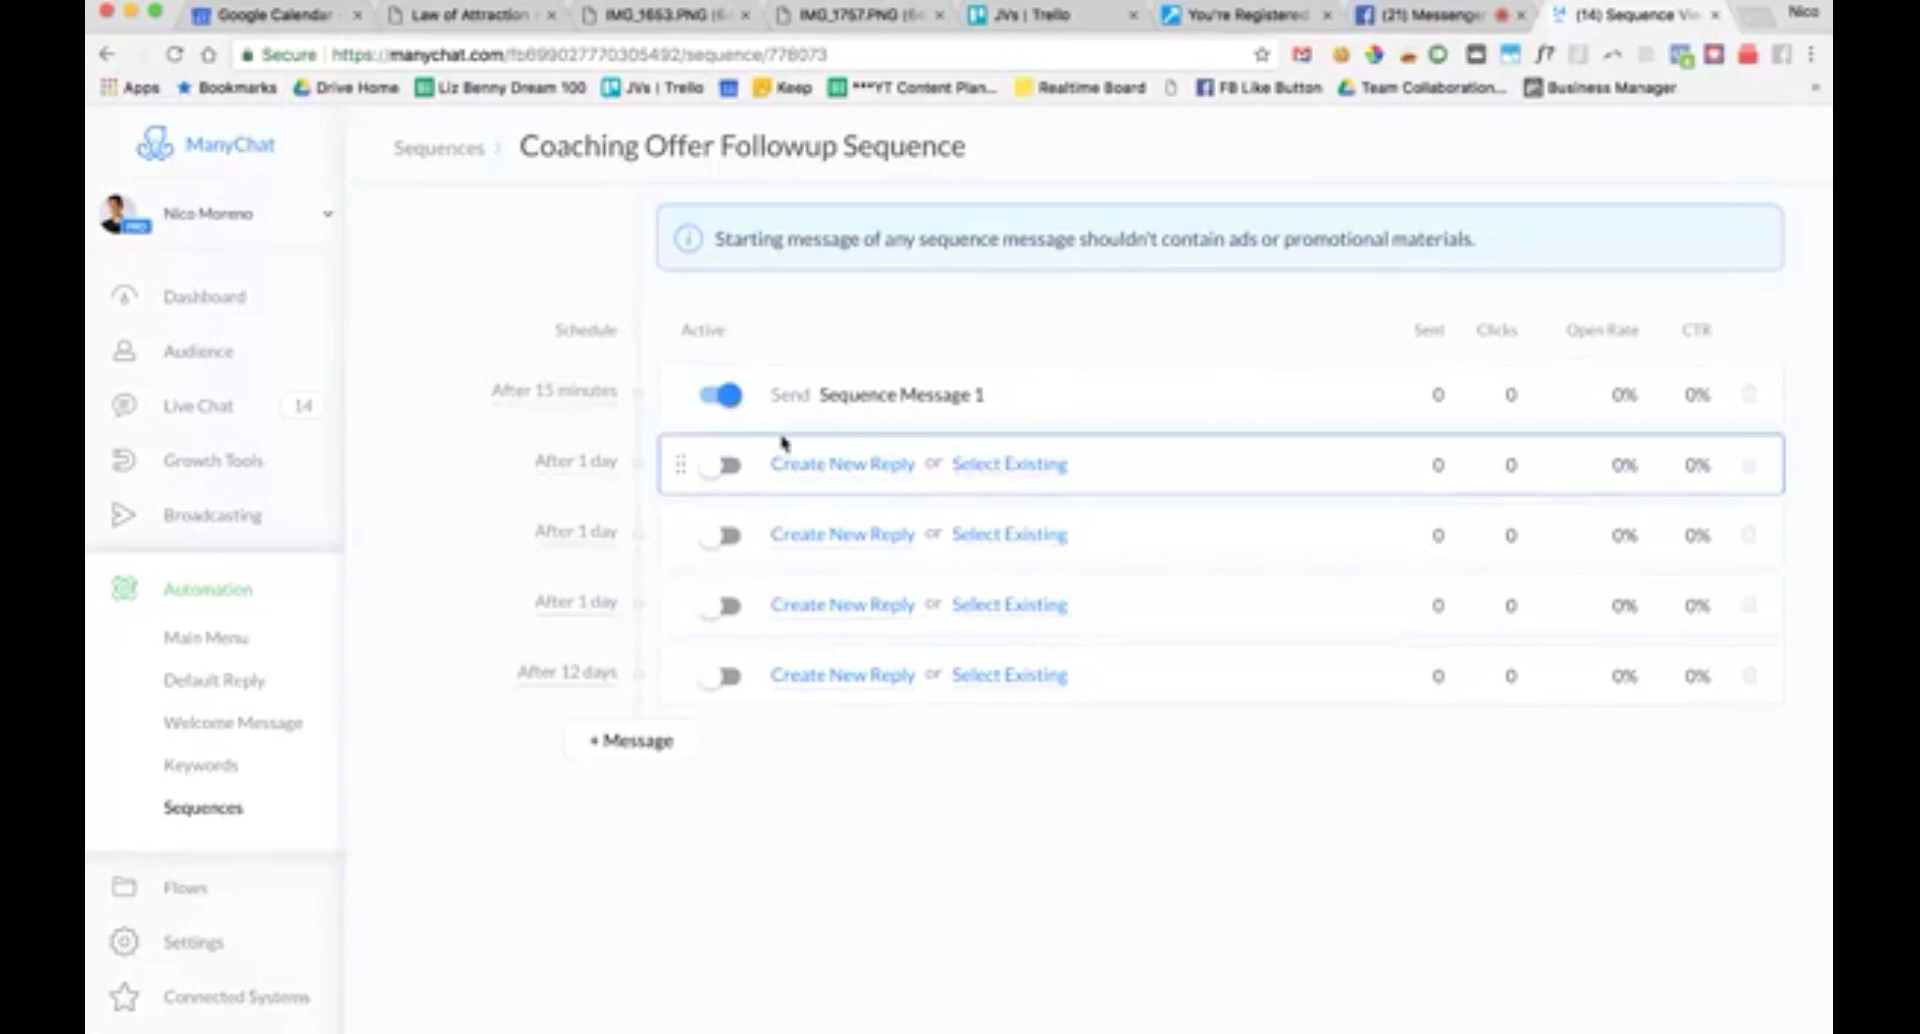 Google Calendar
Law of Attraction
IMG_1653.PNG (6
IMG_1757.PNG (6
JVs | Trello
You're Registered
(21) Messenger
(14) Sequence Vie
Nico
Secure | https://manychat.com/fb699027770305492/sequence/778073
f?
Apps
Bookmarks
Drive Home
Liz Benny Dream 100
JVs | Trello
Keep
***YT Content Plan...
Realtime Board
FB Like Button
Team Collaboration...
Business Manager
»
ManyChat
Sequences › Coaching Offer Followup Sequence
Nico Moreno
PRO
Starting message of any sequence message shouldn't contain ads or promotional materials.
Dashboard
Audience
Live Chat 14
Growth Tools
Broadcasting
Automation
Main Menu
Default Reply
Welcome Message
Keywords
Sequences
Flows
Settings
Connected Systems
Schedule Active Sent Clicks Open Rate CTR
After 15 minutes Send Sequence Message 1 0 0 0% 0%
After 1 day Create New Reply or Select Existing 0 0 0% 0%
After 1 day Create New Reply or Select Existing 0 0 0% 0%
After 1 day Create New Reply or Select Existing 0 0 0% 0%
After 12 days Create New Reply or Select Existing 0 0 0% 0%
+ Message